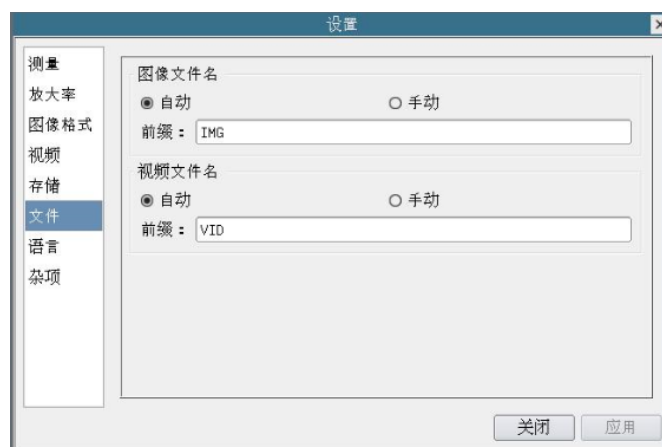 设置
测量
放大率
图像格式
视频
存储
文件
语言
杂项
图像文件名
自动 手动
前缀： IMG
视频文件名
自动 手动
前缀： VID
关闭 应用